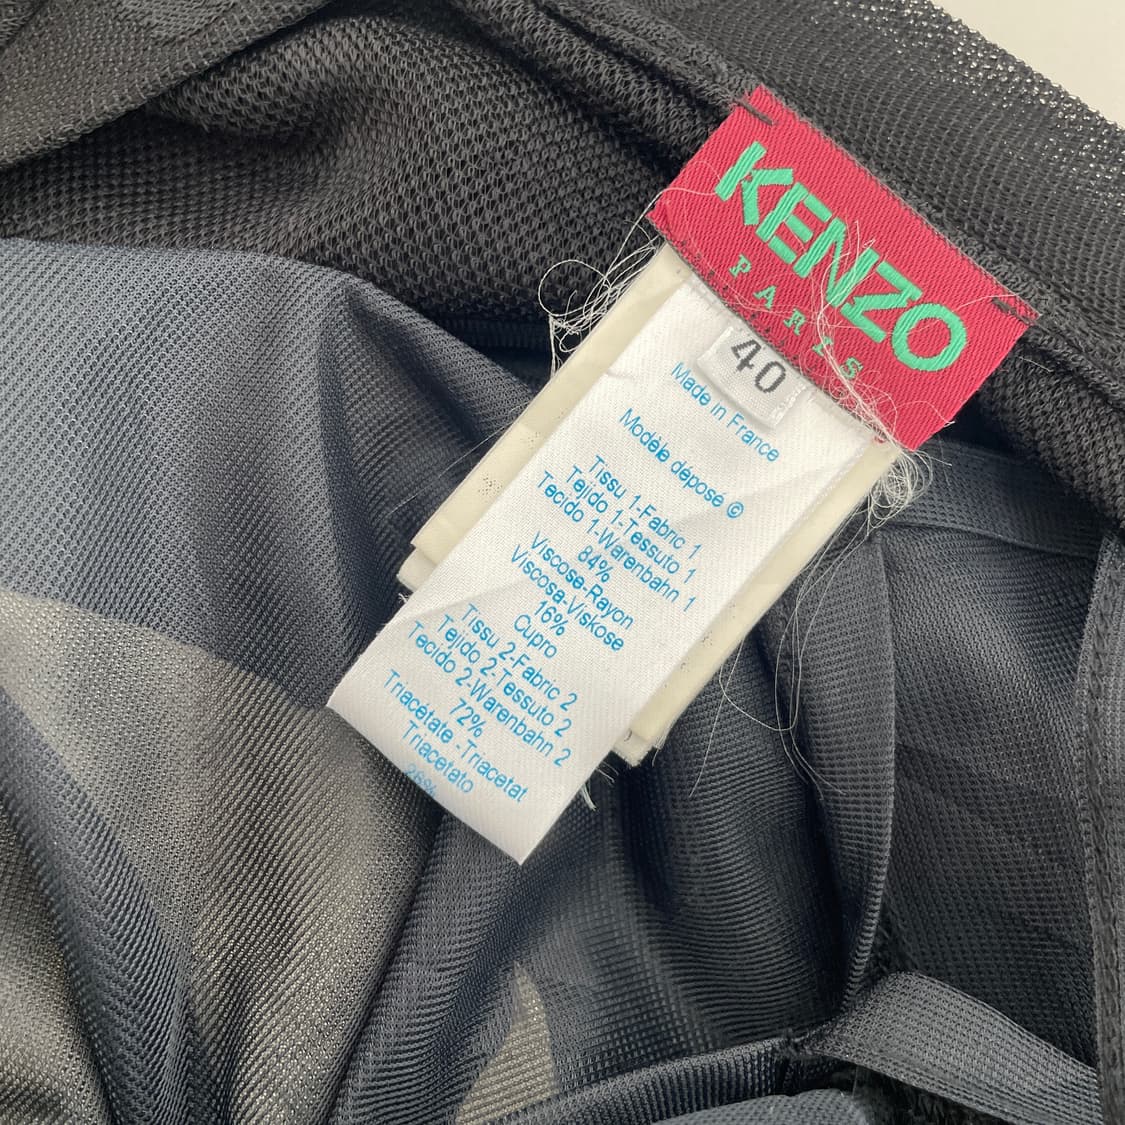 KENZO
PARIS
40
Made in France
Modèle déposé ©
Tissu 1-Fabric 1
Tejido 1-Tessuto 1
Tecido 1-Warenbahn 1
84%
Viscose-Rayon
Viscosa-Viskose
16%
Cupro
Tissu 2-Fabric 2
Tejido 2-Tessuto 2
Tecido 2-Warenbahn 2
72%
Triacétate -Triacetat
Triacetato
28%